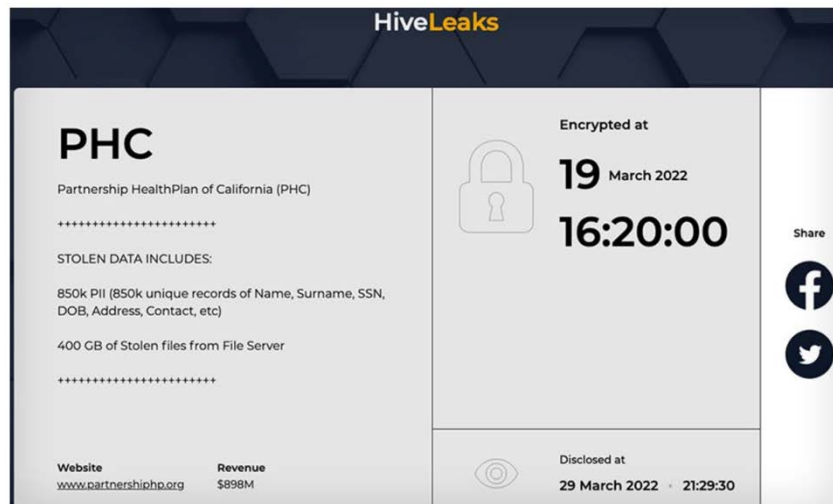 HiveLeaks
PHC
Partnership HealthPlan of California (PHC)
+++++++++++++++++++++++
STOLEN DATA INCLUDES:
850k PII (850k unique records of Name, Surname, SSN,
DOB, Address, Contact, etc)
400 GB of Stolen files from File Server
+++++++++++++++++++++++
Website
www.partnershiphp.org
Revenue
$898M
Encrypted at
19 March 2022
16:20:00
Disclosed at
29 March 2022 21:29:30
Share